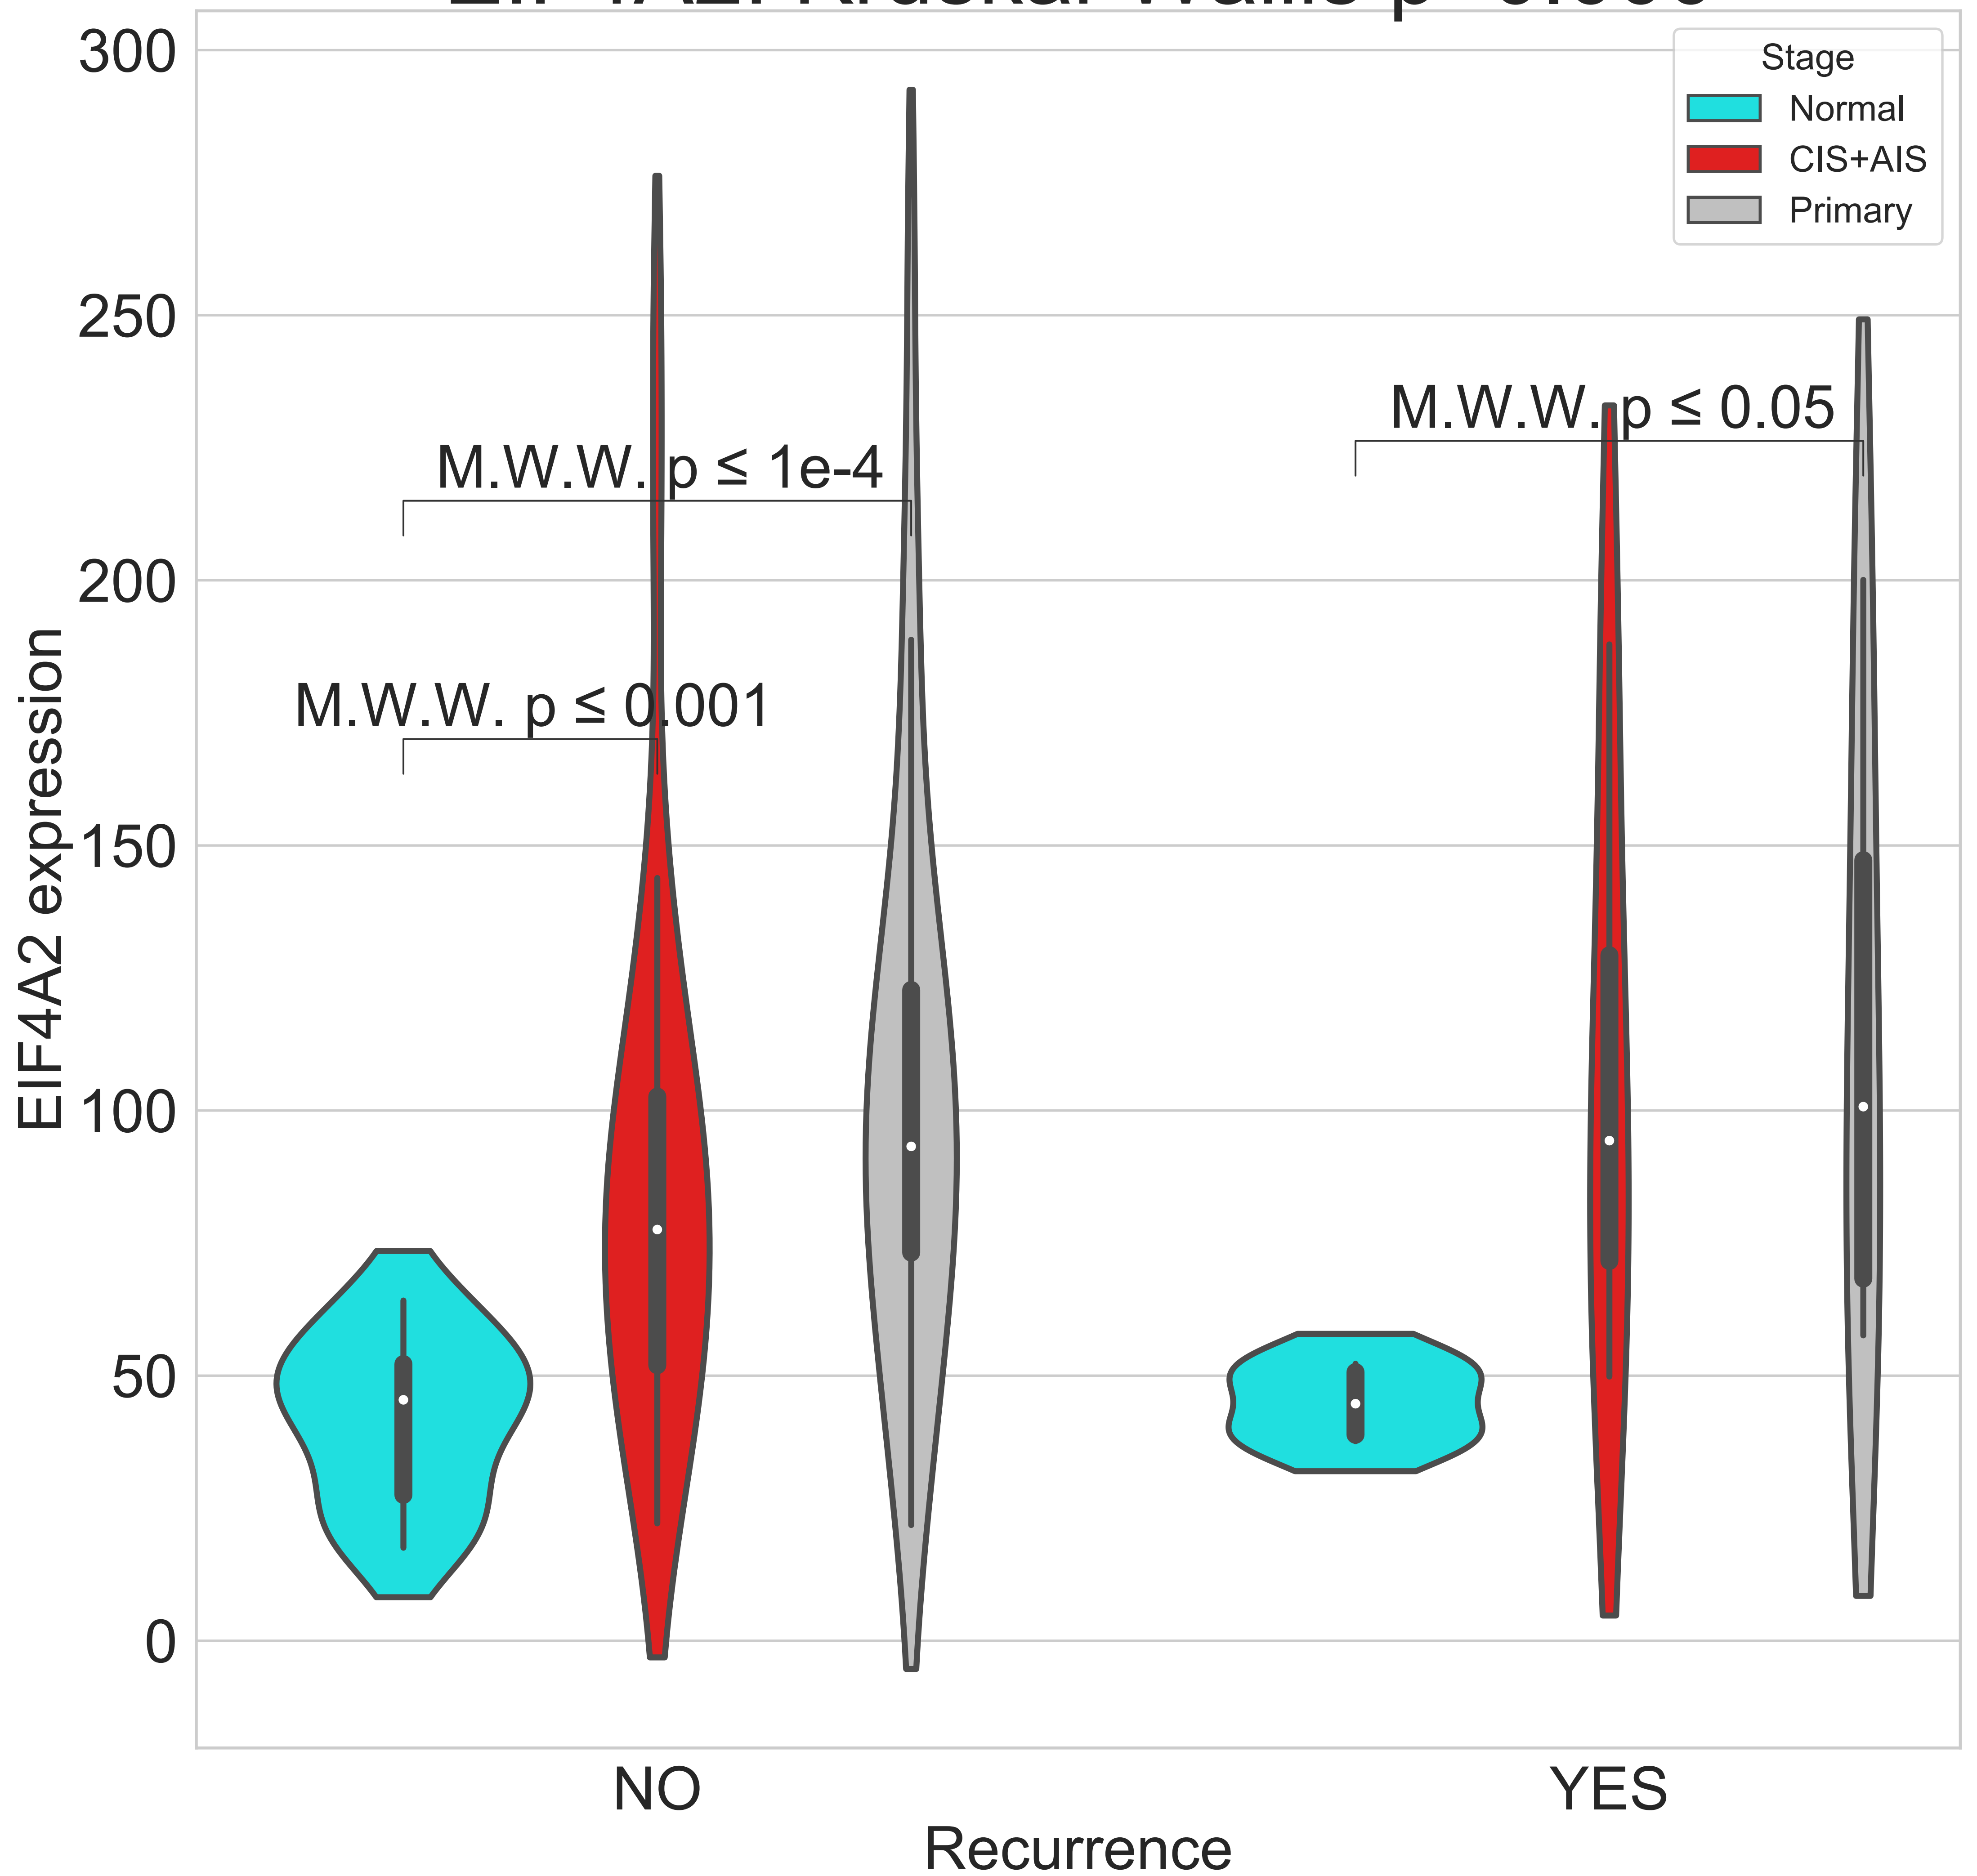 300
250
200
150
100
50
0
EIF4A2 expression
Stage
Normal
CIS+AIS
Primary
M.W.W. p ≤ 0.05
M.W.W. p ≤ 1e-4
M.W.W. p ≤ 0.001
NO
YES
Recurrence